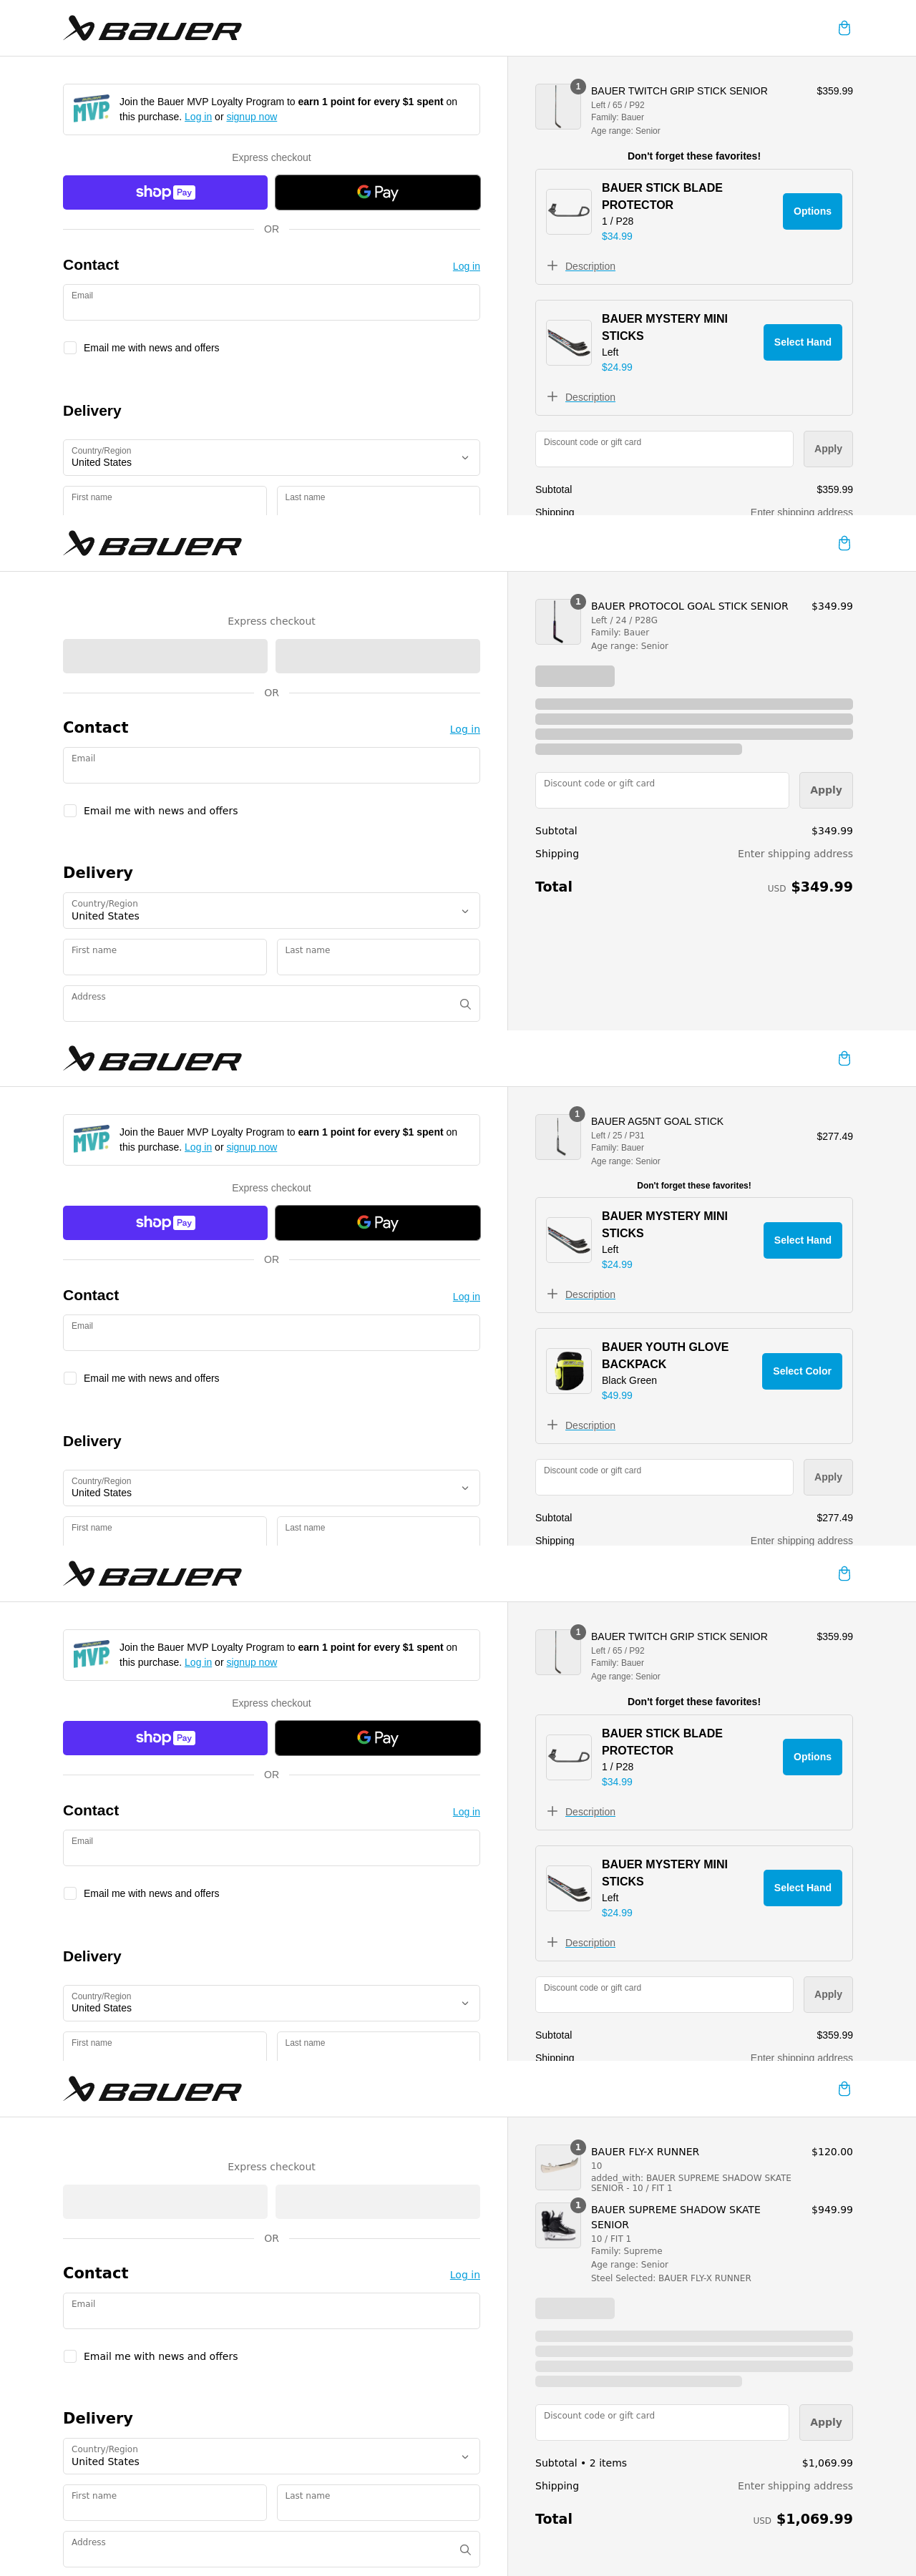 BAUER
MVP
Join the Bauer MVP Loyalty Program to earn 1 point for every $1 spent on
this purchase. Log in or signup now
Express checkout
shop Pay
G Pay
OR
Contact
Log in
Email
Email me with news and offers
Delivery
Country/Region
United States
First name
Last name
1
BAUER TWITCH GRIP STICK SENIOR
$359.99
Left / 65 / P92
Family: Bauer
Age range: Senior
Don't forget these favorites!
BAUER STICK BLADE
PROTECTOR
1 / P28
$34.99
Options
Description
BAUER MYSTERY MINI
STICKS
Left
$24.99
Select Hand
Description
Discount code or gift card
Apply
Subtotal
$359.99
Shipping
Enter shipping address
BAUER
Express checkout
OR
Contact
Log in
Email
Email me with news and offers
Delivery
Country/Region
United States
First name
Last name
Address
1
BAUER PROTOCOL GOAL STICK SENIOR
$349.99
Left / 24 / P28G
Family: Bauer
Age range: Senior
Discount code or gift card
Apply
Subtotal
$349.99
Shipping
Enter shipping address
Total
USD $349.99
BAUER
MVP
Join the Bauer MVP Loyalty Program to earn 1 point for every $1 spent on
this purchase. Log in or signup now
Express checkout
shop Pay
G Pay
OR
Contact
Log in
Email
Email me with news and offers
Delivery
Country/Region
United States
First name
Last name
1
BAUER AG5NT GOAL STICK
$277.49
Left / 25 / P31
Family: Bauer
Age range: Senior
Don't forget these favorites!
BAUER MYSTERY MINI
STICKS
Left
$24.99
Select Hand
Description
BAUER YOUTH GLOVE
BACKPACK
Black Green
$49.99
Select Color
Description
Discount code or gift card
Apply
Subtotal
$277.49
Shipping
Enter shipping address
BAUER
MVP
Join the Bauer MVP Loyalty Program to earn 1 point for every $1 spent on
this purchase. Log in or signup now
Express checkout
shop Pay
G Pay
OR
Contact
Log in
Email
Email me with news and offers
Delivery
Country/Region
United States
First name
Last name
1
BAUER TWITCH GRIP STICK SENIOR
$359.99
Left / 65 / P92
Family: Bauer
Age range: Senior
Don't forget these favorites!
BAUER STICK BLADE
PROTECTOR
1 / P28
$34.99
Options
Description
BAUER MYSTERY MINI
STICKS
Left
$24.99
Select Hand
Description
Discount code or gift card
Apply
Subtotal
$359.99
Shipping
Enter shipping address
BAUER
Express checkout
OR
Contact
Log in
Email
Email me with news and offers
Delivery
Country/Region
United States
First name
Last name
Address
1
BAUER FLY-X RUNNER
$120.00
10
added_with: BAUER SUPREME SHADOW SKATE
SENIOR - 10 / FIT 1
1
BAUER SUPREME SHADOW SKATE
SENIOR
$949.99
10 / FIT 1
Family: Supreme
Age range: Senior
Steel Selected: BAUER FLY-X RUNNER
Discount code or gift card
Apply
Subtotal • 2 items
$1,069.99
Shipping
Enter shipping address
Total
USD $1,069.99